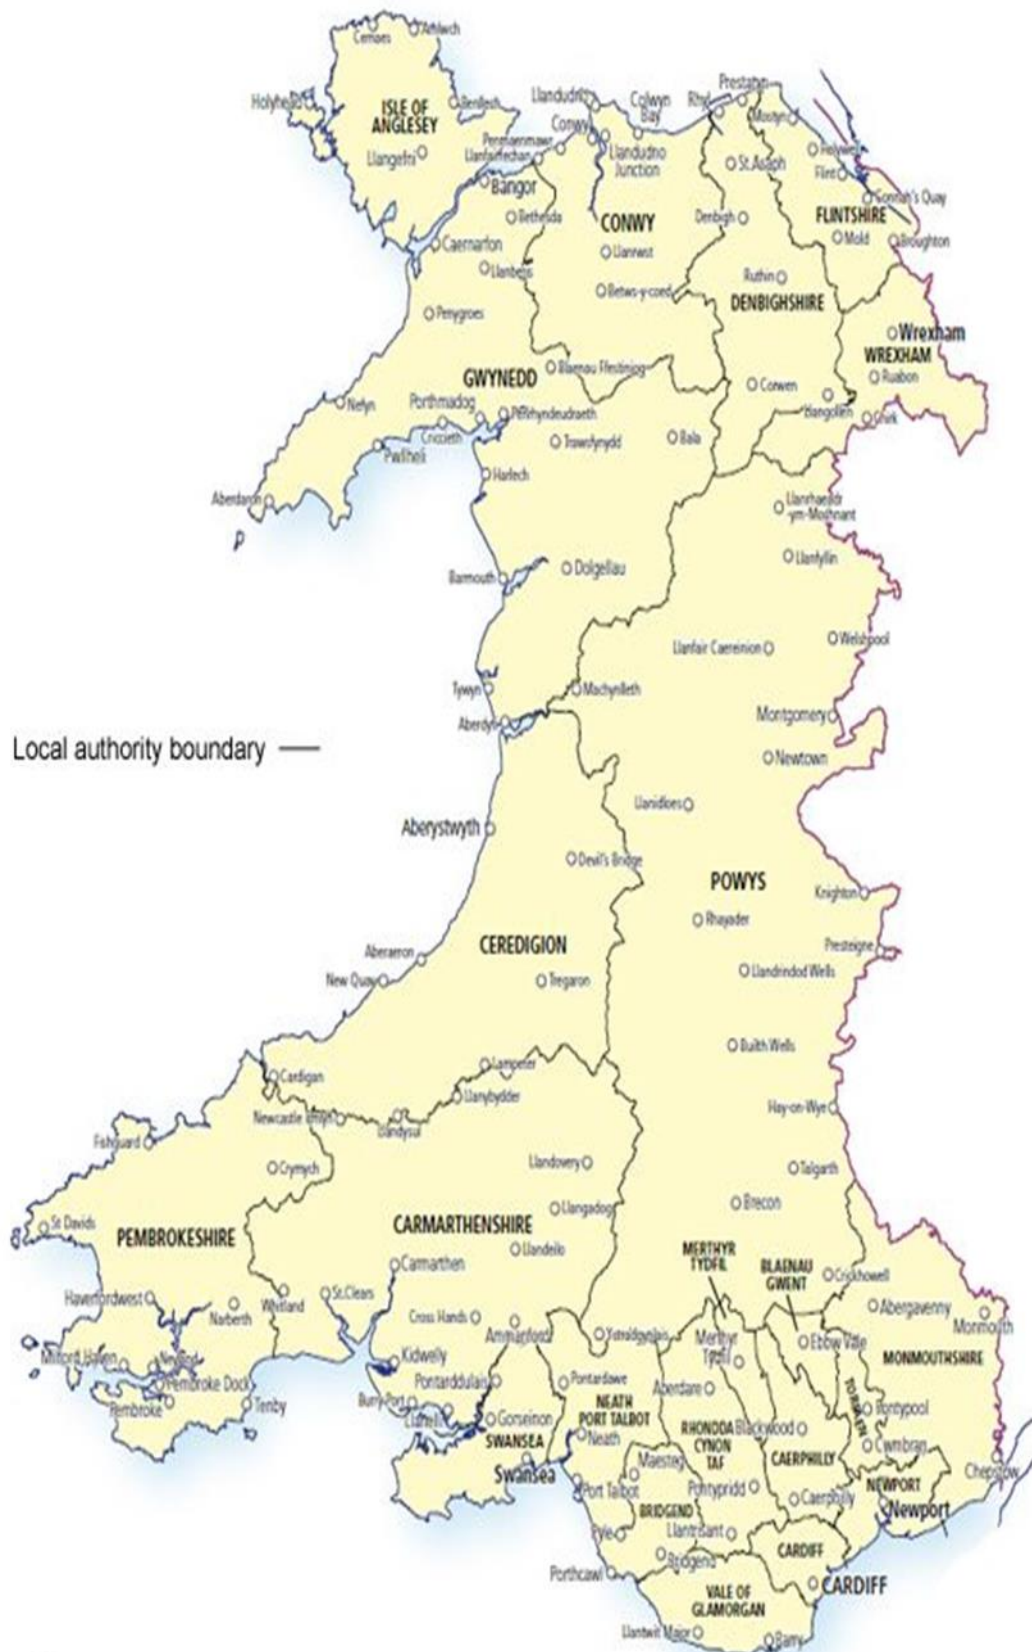 Cemaes
Amlwch
Holyhead
ISLE OF
ANGLESEY
Llangefni
Llandudno
Colwyn
Bay
Rhyl
Prestatyn
Mostyn
Conwy
Penmaenmawr
Llanfairfechan
Llandudno
Junction
St.Asaph
Holywell
Flint
Connah's Quay
Bangor
Bethesda
CONWY
Denbigh
FLINTSHIRE
Mold
Broughton
Caernarfon
Llanberis
Llanrwst
Betws-y-coed
Ruthin
DENBIGHSHIRE
Penygroes
Wrexham
WREXHAM
Ruabon
Blaenau Ffestiniog
GWYNEDD
Corwen
Llangollen
Chirk
Nefyn
Porthmadog
Penrhyndeudraeth
Criccieth
Trawsfynydd
Bala
Pwllheli
Harlech
Aberdaron
Llanrhaeadr
-ym-Mochnant
Llanfyllin
Barmouth
Dolgellau
Llanfair Caereinion
Welshpool
Tywyn
Machynlleth
Aberdyfi
Montgomery
Local authority boundary
Newtown
Llanidloes
Aberystwyth
Devil's Bridge
POWYS
Knighton
Rhayader
Aberaeron
CEREDIGION
Presteigne
New Quay
Tregaron
Llandrindod Wells
Builth Wells
Lampeter
Cardigan
Llanybydder
Newcastle Emlyn
Llandysul
Hay-on-Wye
Fishguard
Crymych
Llandovery
Talgarth
Llangadog
Brecon
St Davids
PEMBROKESHIRE
CARMARTHENSHIRE
Llandeilo
MERTHYR
TYDFIL
BLAENAU
GWENT
Carmarthen
Crickhowell
Haverfordwest
Narberth
Whitland
St.Clears
Cross Hands
Ammanford
Ystradgynlais
Merthyr
Tydfil
Ebbw Vale
Abergavenny
Monmouth
Milford Haven
Neyland
Kidwelly
MONMOUTHSHIRE
Pembroke Dock
Pembroke
Tenby
Burry Port
Llanelli
Pontarddulais
Pontardawe
Aberdare
NEATH
PORT TALBOT
TORFAEN
Pontypool
Gorseinon
SWANSEA
Neath
RHONDDA
CYNON
TAF
Blackwood
CAERPHILLY
Cwmbran
Swansea
Maesteg
Chepstow
Port Talbot
BRIDGEND
Pontypridd
Caerphilly
NEWPORT
Newport
Pyle
Llantrisant
Bridgend
CARDIFF
Porthcawl
CARDIFF
VALE OF
GLAMORGAN
Llantwit Major
Barry